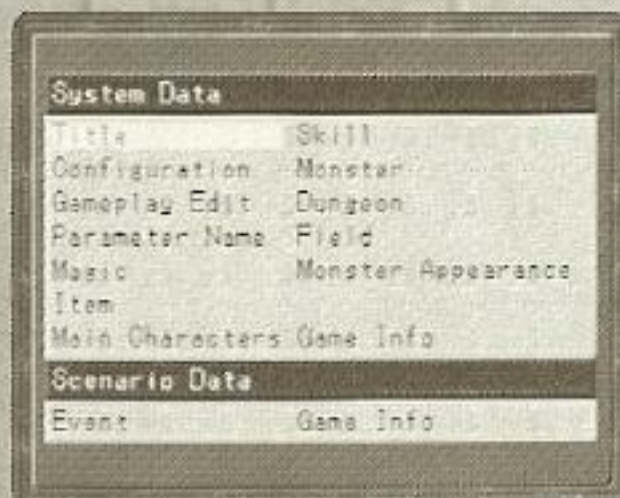 System Data
Title Skill
Configuration Monster
Gameplay Edit Dungeon
Parameter Name Field
Magic Monster Appearance
Item
Main Characters Game Info
Scenario Data
Event Game Info